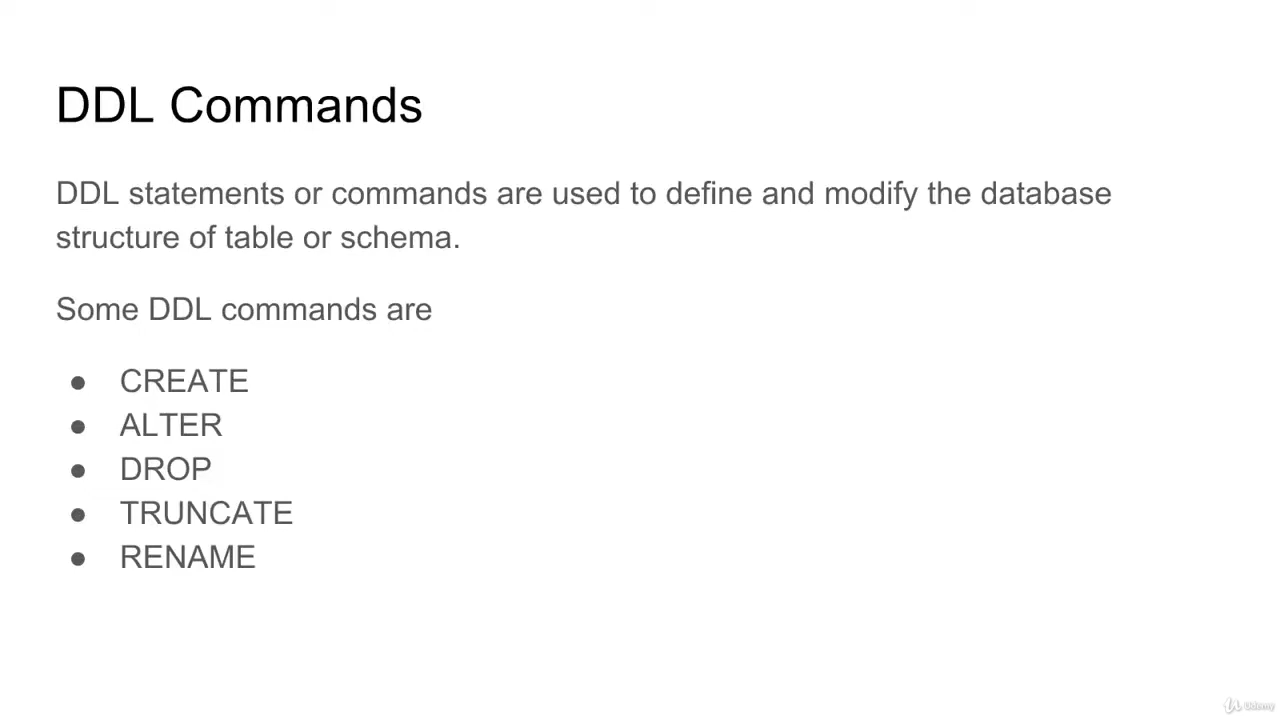 DDL Commands
DDL statements or commands are used to define and modify the database
structure of table or schema.
Some DDL commands are
● CREATE
● ALTER
● DROP
● TRUNCATE
● RENAME
Udemy